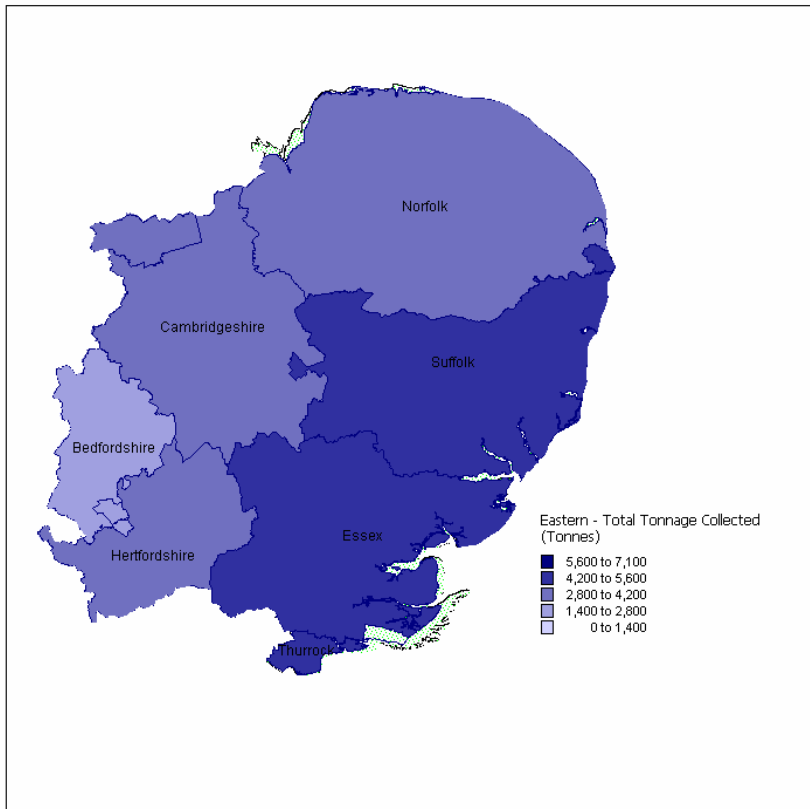 Norfolk
Cambridgeshire
Suffolk
Bedfordshire
Essex
Hertfordshire
Thurrock
Eastern - Total Tonnage Collected
(Tonnes)
5,600 to 7,100
4,200 to 5,600
2,800 to 4,200
1,400 to 2,800
0 to 1,400